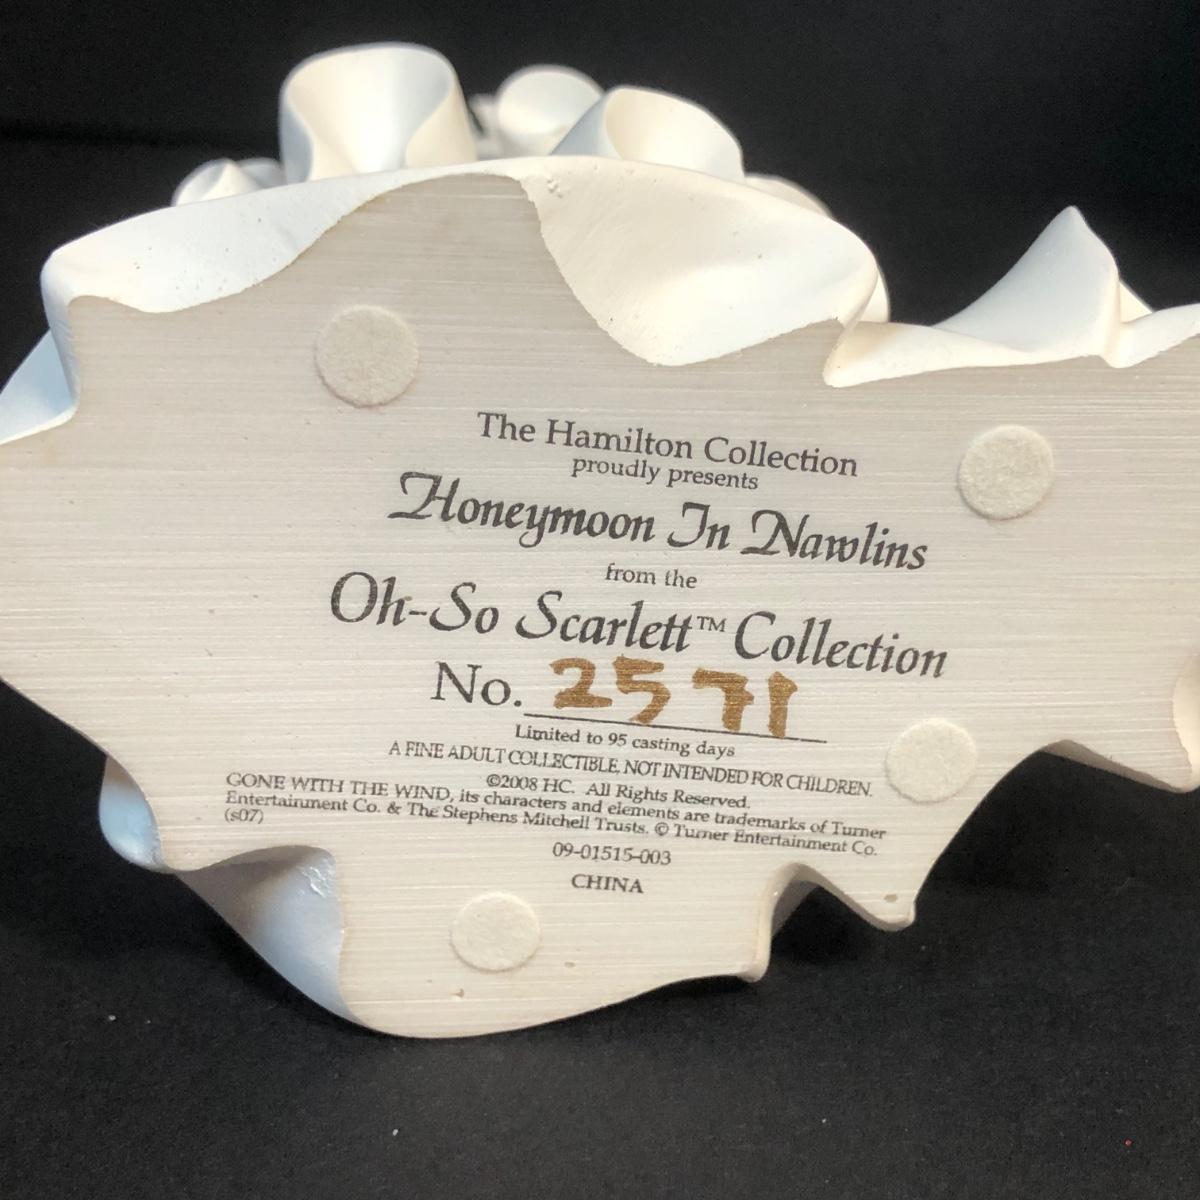 The Hamilton Collection
proudly presents
Honeymoon In Nawlins
from the
Oh-So Scarlett™ Collection
No. 2571
Limited to 95 casting days
A FINE ADULT COLLECTIBLE, NOT INTENDED FOR CHILDREN.
©2008 HC. All Rights Reserved.
GONE WITH THE WIND, its characters and elements are trademarks of Turner
Entertainment Co. & The Stephens Mitchell Trusts. © Turner Entertainment Co.
(s07)
09-01515-003
CHINA